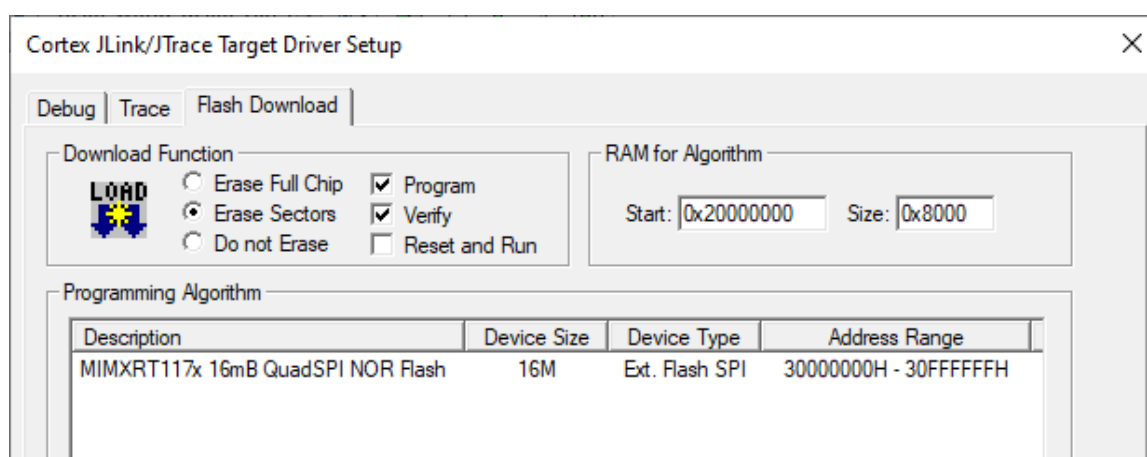 Cortex JLink/JTrace Target Driver Setup
Debug Trace Flash Download
Download Function
LOAD
Erase Full Chip
Erase Sectors
Do not Erase
Program
Verify
Reset and Run
RAM for Algorithm
Start: 0x20000000 Size: 0x8000
Programming Algorithm
Description Device Size Device Type Address Range
MIMXRT117x 16mB QuadSPI NOR Flash 16M Ext. Flash SPI 30000000H - 30FFFFFFH